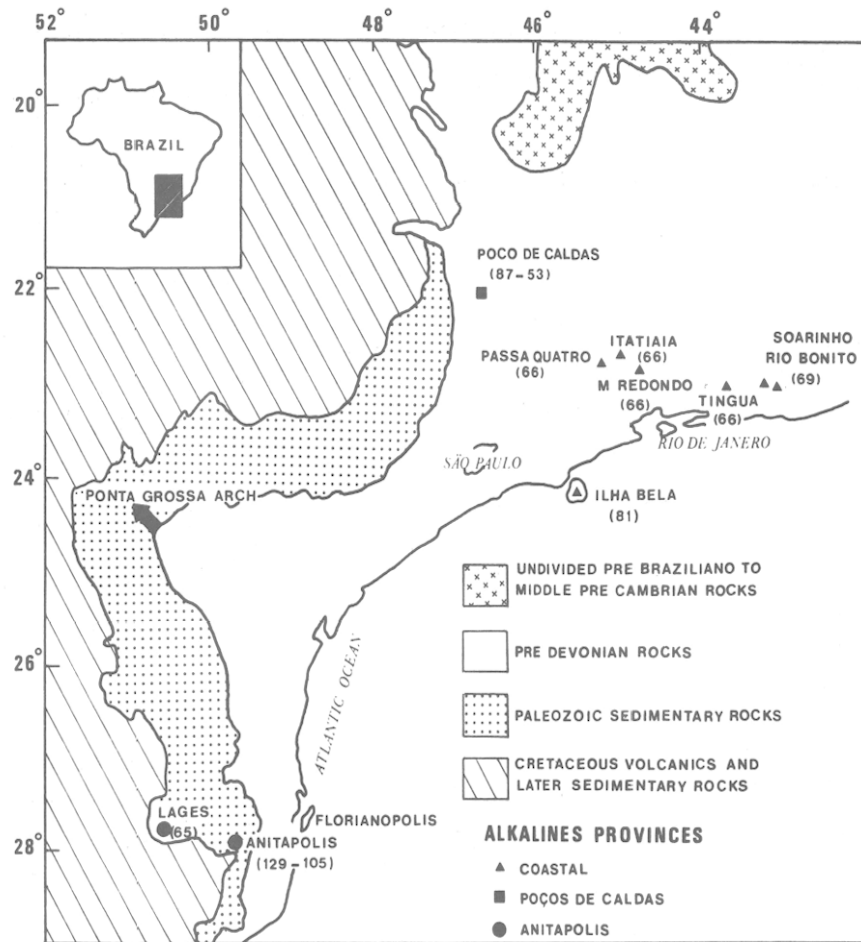 52° 50° 48° 46° 44°
20°
BRAZIL
22°
POCO DE CALDAS
(87-53)
ITATIAIA
(66)
PASSA QUATRO
(66)
M REDONDO
(66)
SOARINHO
RIO BONITO
(69)
TINGUA
(66)
RIO DE JANERO
SÃO PAULO
24°
PONTA GROSSA ARCH
ILHA BELA
(81)
UNDIVIDED PRE BRAZILIANO TO
MIDDLE PRE CAMBRIAN ROCKS
PRE DEVONIAN ROCKS
26°
ATLANTIC OCEAN
PALEOZOIC SEDIMENTARY ROCKS
CRETACEOUS VOLCANICS AND
LATER SEDIMENTARY ROCKS
LAGES
(65)
FLORIANOPOLIS
28°
ANITAPOLIS
(129-105)
ALKALINES PROVINCES
COASTAL
POÇOS DE CALDAS
ANITAPOLIS